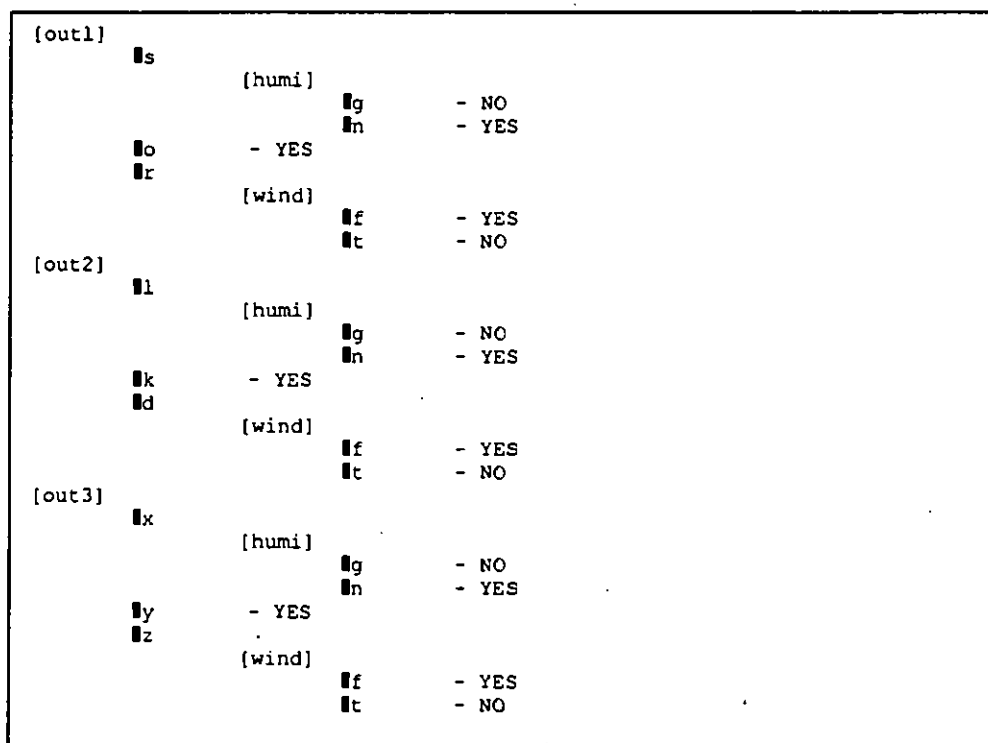 [out1]
▮s
[humi]
▮g - NO
▮n - YES
▮o - YES
▮r
[wind]
▮f - YES
▮t - NO
[out2]
▮l
[humi]
▮g - NO
▮n - YES
▮k - YES
▮d
[wind]
▮f - YES
▮t - NO
[out3]
▮x
[humi]
▮g - NO
▮n - YES
▮y - YES
▮z
[wind]
▮f - YES
▮t - NO